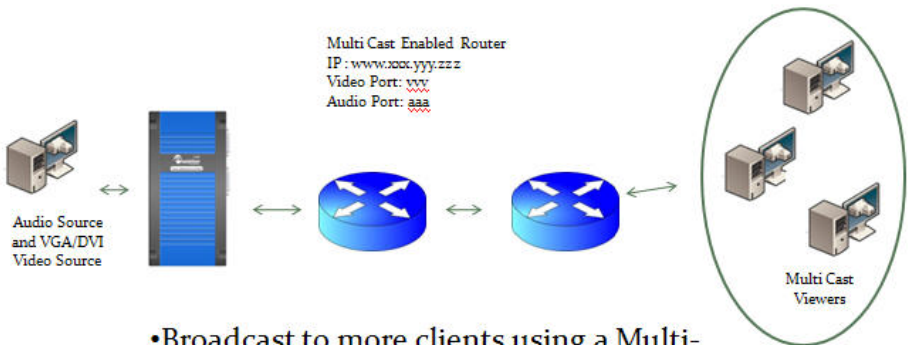 Multi Cast Enabled Router
IP : www.xxx.yyy.zzz
Video Port: vvv
Audio Port: aaa
Audio Source
and VGA/DVI
Video Source
Multi Cast
Viewers
•Broadcast to more clients using a Multi-